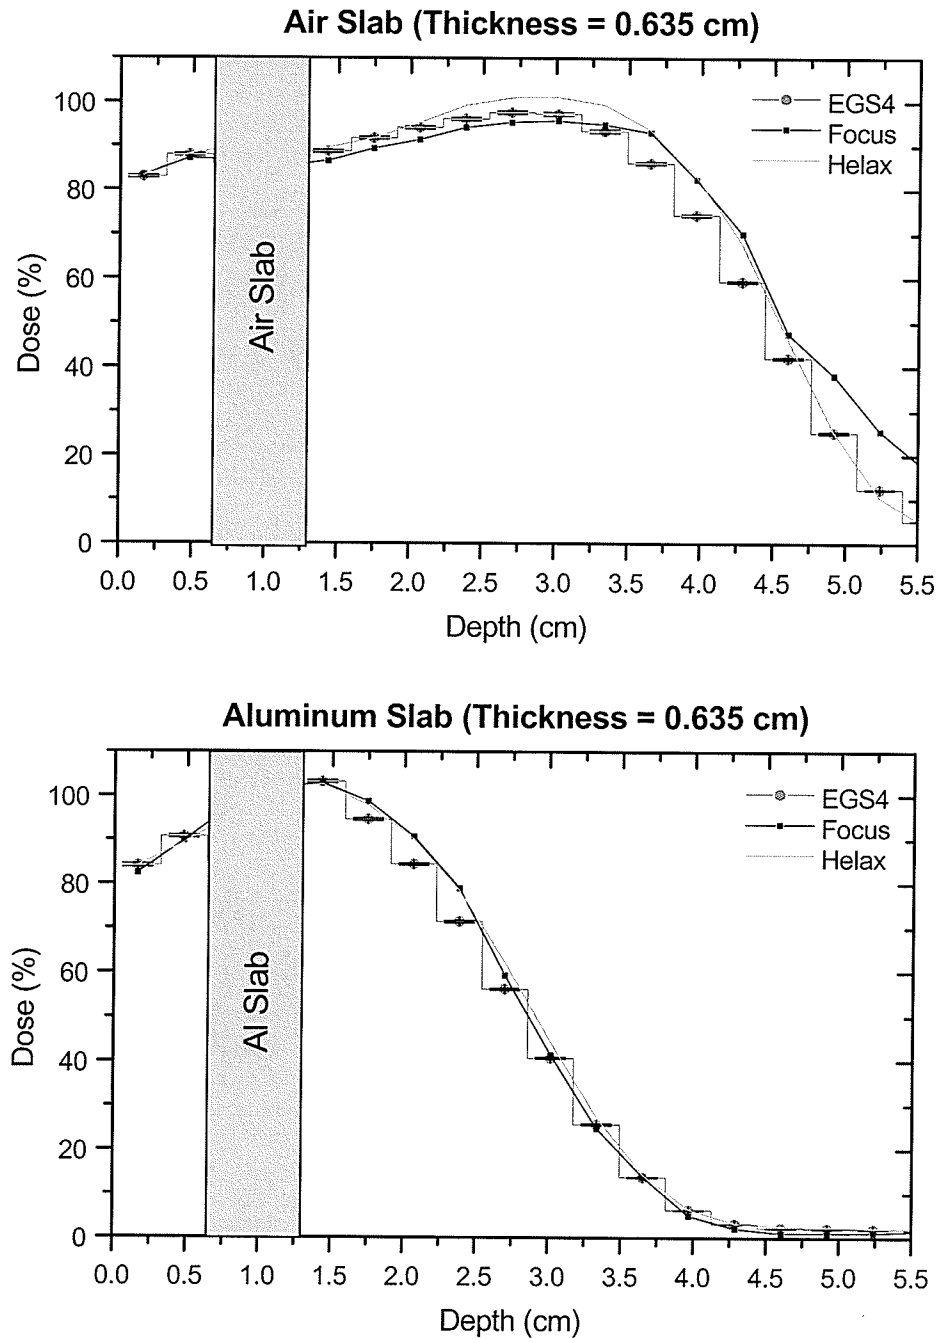 Air Slab (Thickness = 0.635 cm)
100
80
60
40
20
0
Dose (%)
Air Slab
EGS4
Focus
Helax
0.0 0.5 1.0 1.5 2.0 2.5 3.0 3.5 4.0 4.5 5.0 5.5
Depth (cm)
Aluminum Slab (Thickness = 0.635 cm)
100
80
60
40
20
0
Dose (%)
Al Slab
EGS4
Focus
Helax
0.0 0.5 1.0 1.5 2.0 2.5 3.0 3.5 4.0 4.5 5.0 5.5
Depth (cm)